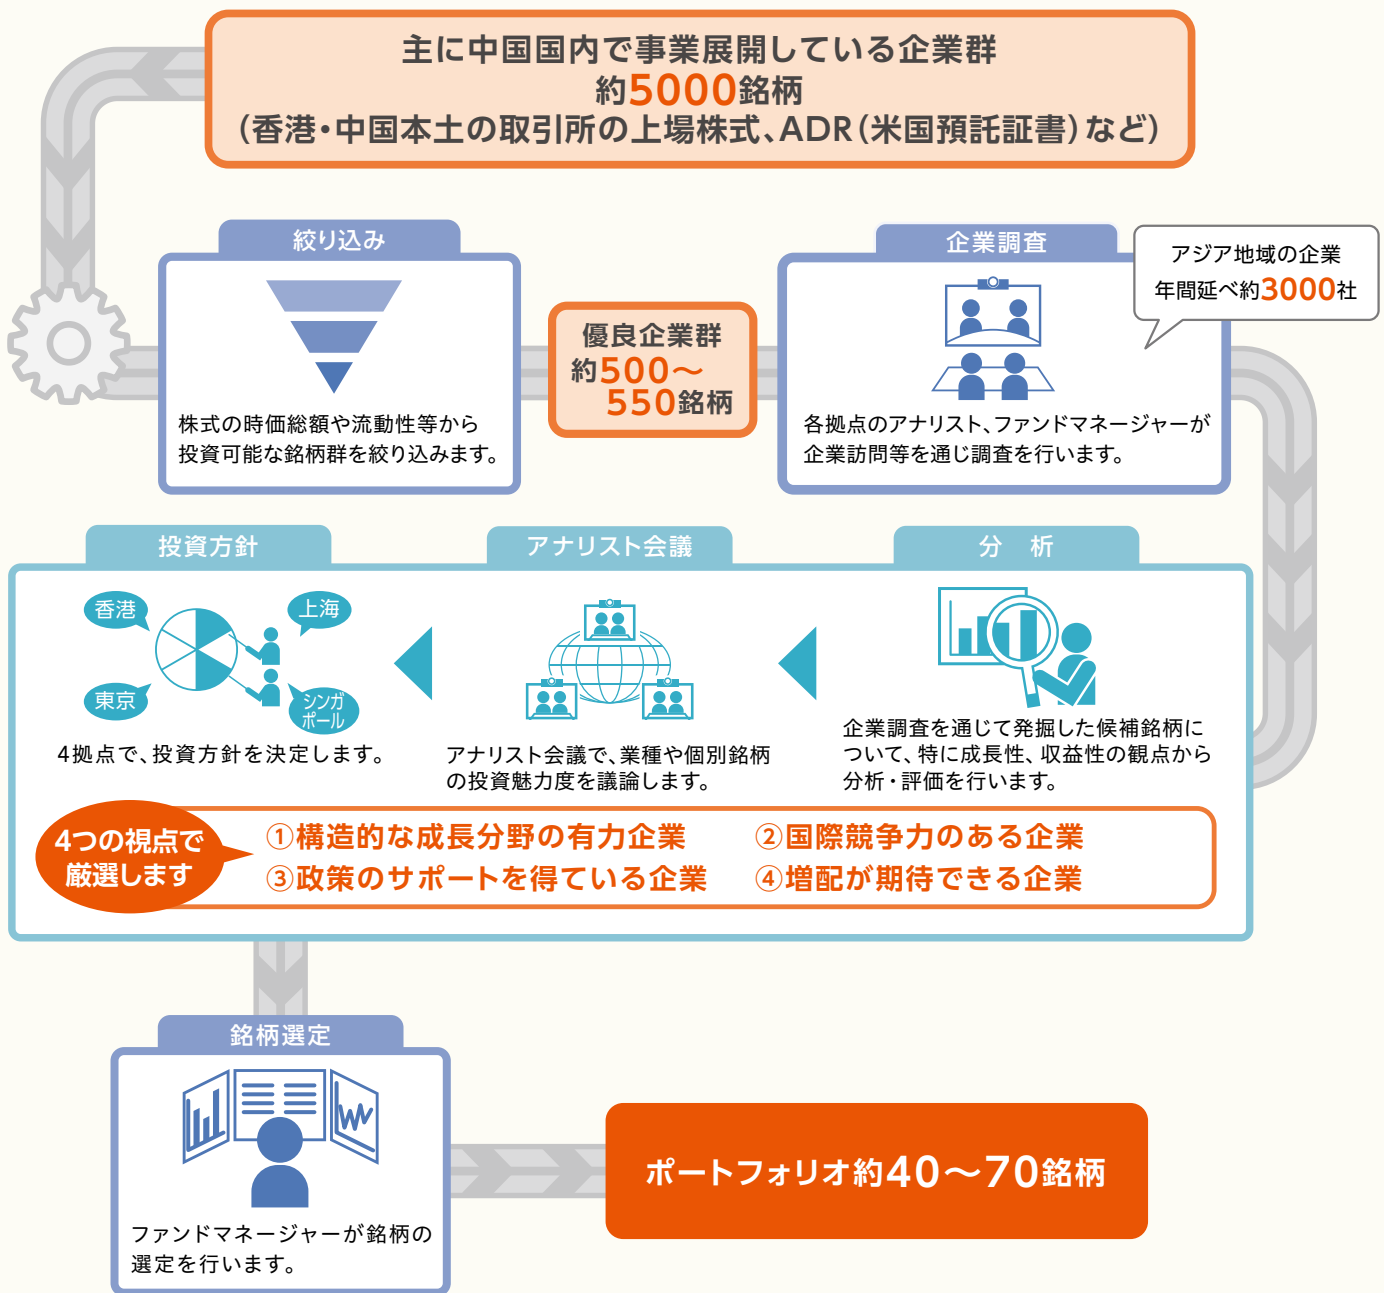 主に中国国内で事業展開している企業群
約5000銘柄
(香港・中国本土の取引所の上場株式、ADR(米国預託証書)など)
絞り込み
株式の時価総額や流動性等から
投資可能な銘柄群を絞り込みます。
優良企業群
約500～
550銘柄
企業調査
アジア地域の企業
年間延べ約3000社
各拠点のアナリスト、ファンドマネージャーが
企業訪問等を通じ調査を行います。
分 析
企業調査を通じて発掘した候補銘柄に
ついて、特に成長性、収益性の観点から
分析・評価を行います。
アナリスト会議
アナリスト会議で、業種や個別銘柄
の投資魅力度を議論します。
投資方針
香港
上海
東京
シンガ
ポール
4拠点で、投資方針を決定します。
4つの視点で
厳選します
①構造的な成長分野の有力企業
②国際競争力のある企業
③政策のサポートを得ている企業
④増配が期待できる企業
銘柄選定
ファンドマネージャーが銘柄の
選定を行います。
ポートフォリオ約40～70銘柄